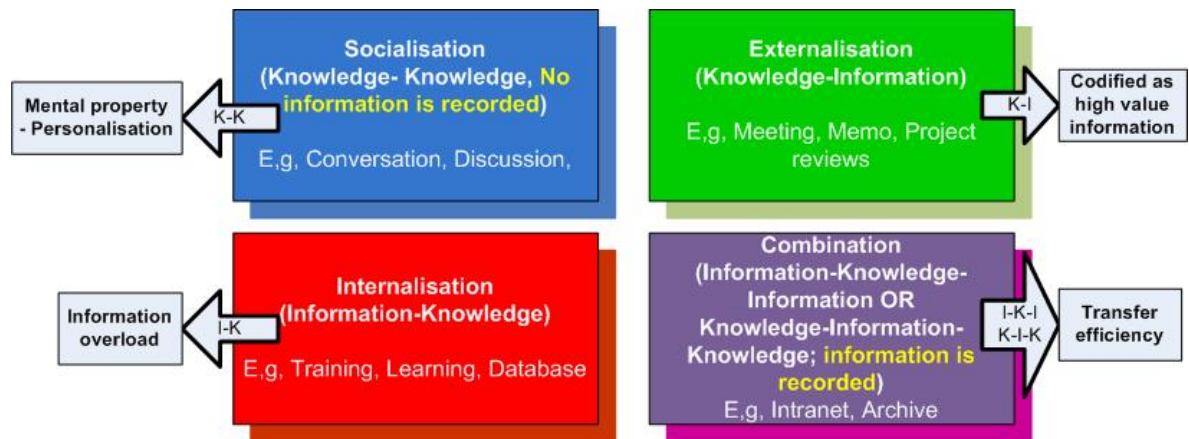 Socialisation
(Knowledge- Knowledge, No
information is recorded)
E,g, Conversation, Discussion,
K-K
Mental property
- Personalisation
Externalisation
(Knowledge-Information)
E,g, Meeting, Memo, Project
reviews
K-I
Codified as
high value
information
Internalisation
(Information-Knowledge)
E,g, Training, Learning, Database
I-K
Information
overload
Combination
(Information-Knowledge-
Information OR
Knowledge-Information-
Knowledge; information is
recorded)
E,g, Intranet, Archive
I-K-I
K-I-K
Transfer
efficiency